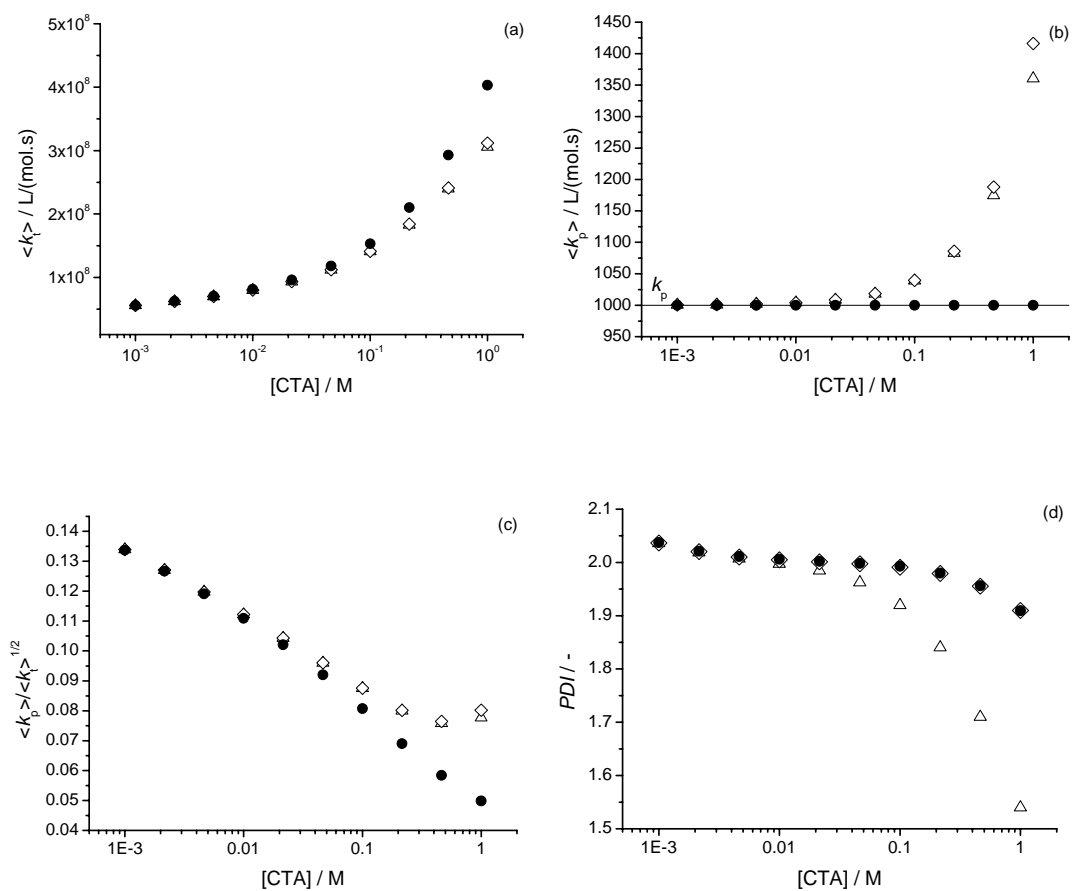 (a)
5x10⁸
4x10⁸
3x10⁸
2x10⁸
1x10⁸
<kₜ> / L/(mol.s)
10⁻³ 10⁻² 10⁻¹ 10⁰
[CTA] / M
(b)
1450
1400
1350
1300
1250
1200
1150
1100
1050
1000
950
<kₚ> / L/(mol.s)
kₚ
1E-3 0.01 0.1 1
[CTA] / M
(c)
0.14
0.13
0.12
0.11
0.10
0.09
0.08
0.07
0.06
0.05
0.04
<kₚ>/<kₜ>¹/²
1E-3 0.01 0.1 1
[CTA] / M
(d)
2.1
2.0
1.9
1.8
1.7
1.6
1.5
PDI / -
1E-3 0.01 0.1 1
[CTA] / M